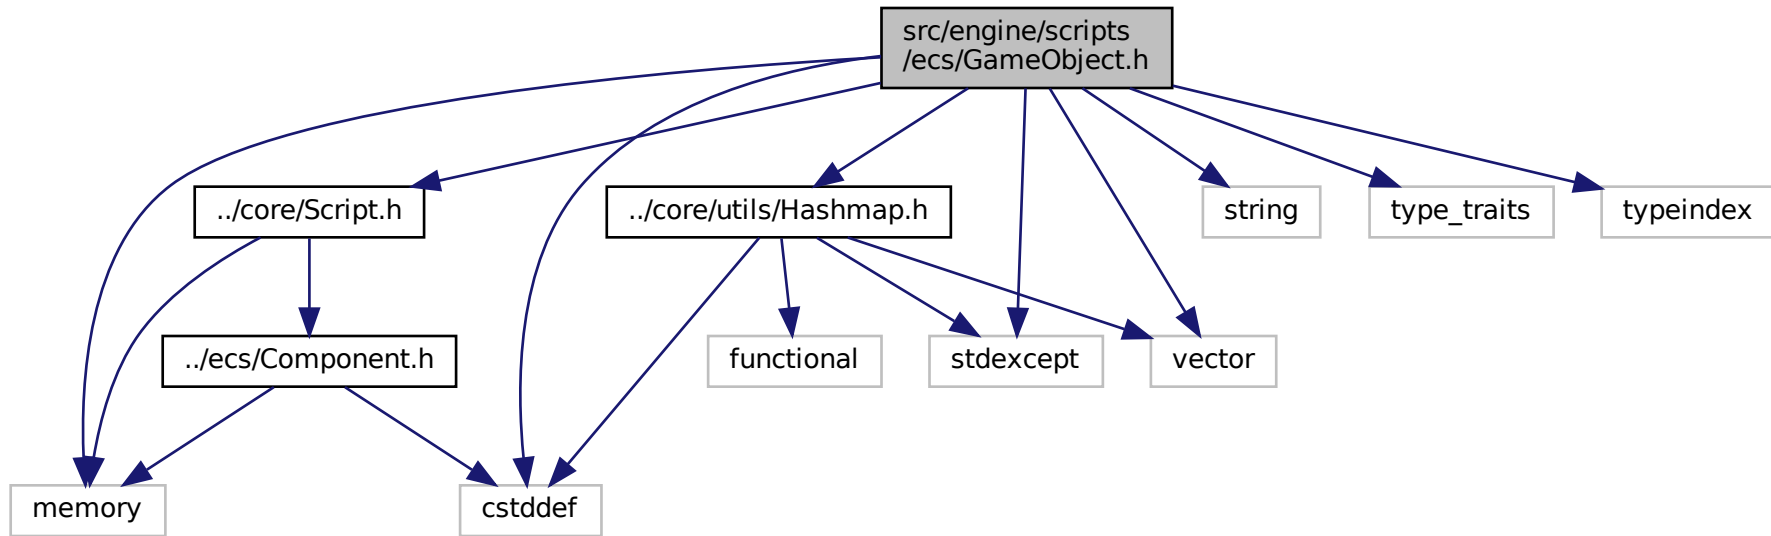 src/engine/scripts
/ecs/GameObject.h
../core/Script.h
../core/utils/Hashmap.h
string
type_traits
typeindex
../ecs/Component.h
functional
stdexcept
vector
memory
cstddef